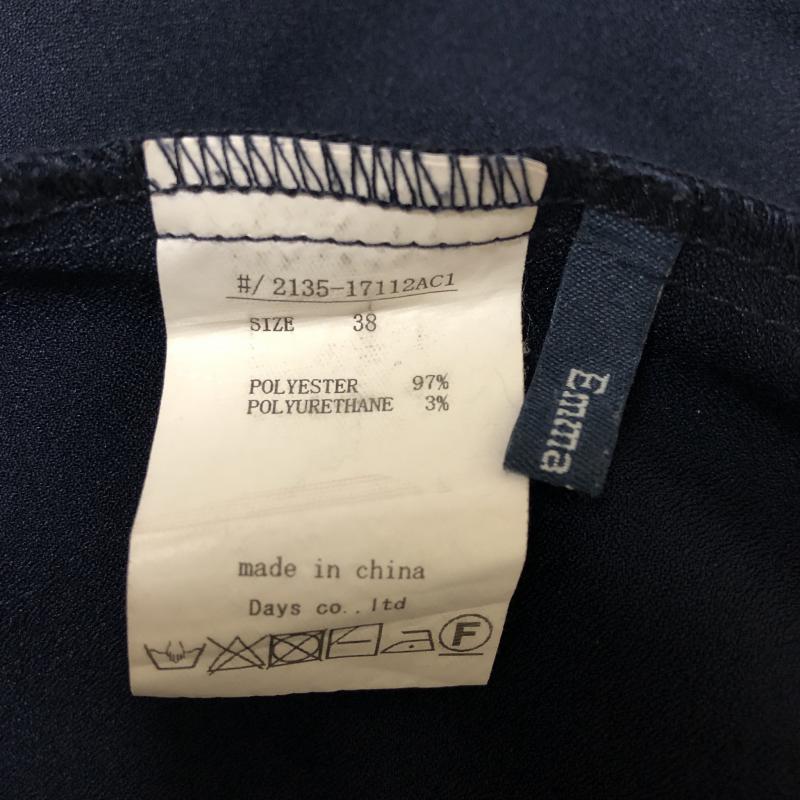 #/ 2135-17112AC1
SIZE 38
POLYESTER 97%
POLYURETHANE 3%
made in china
Days co.,ltd
F
Emma